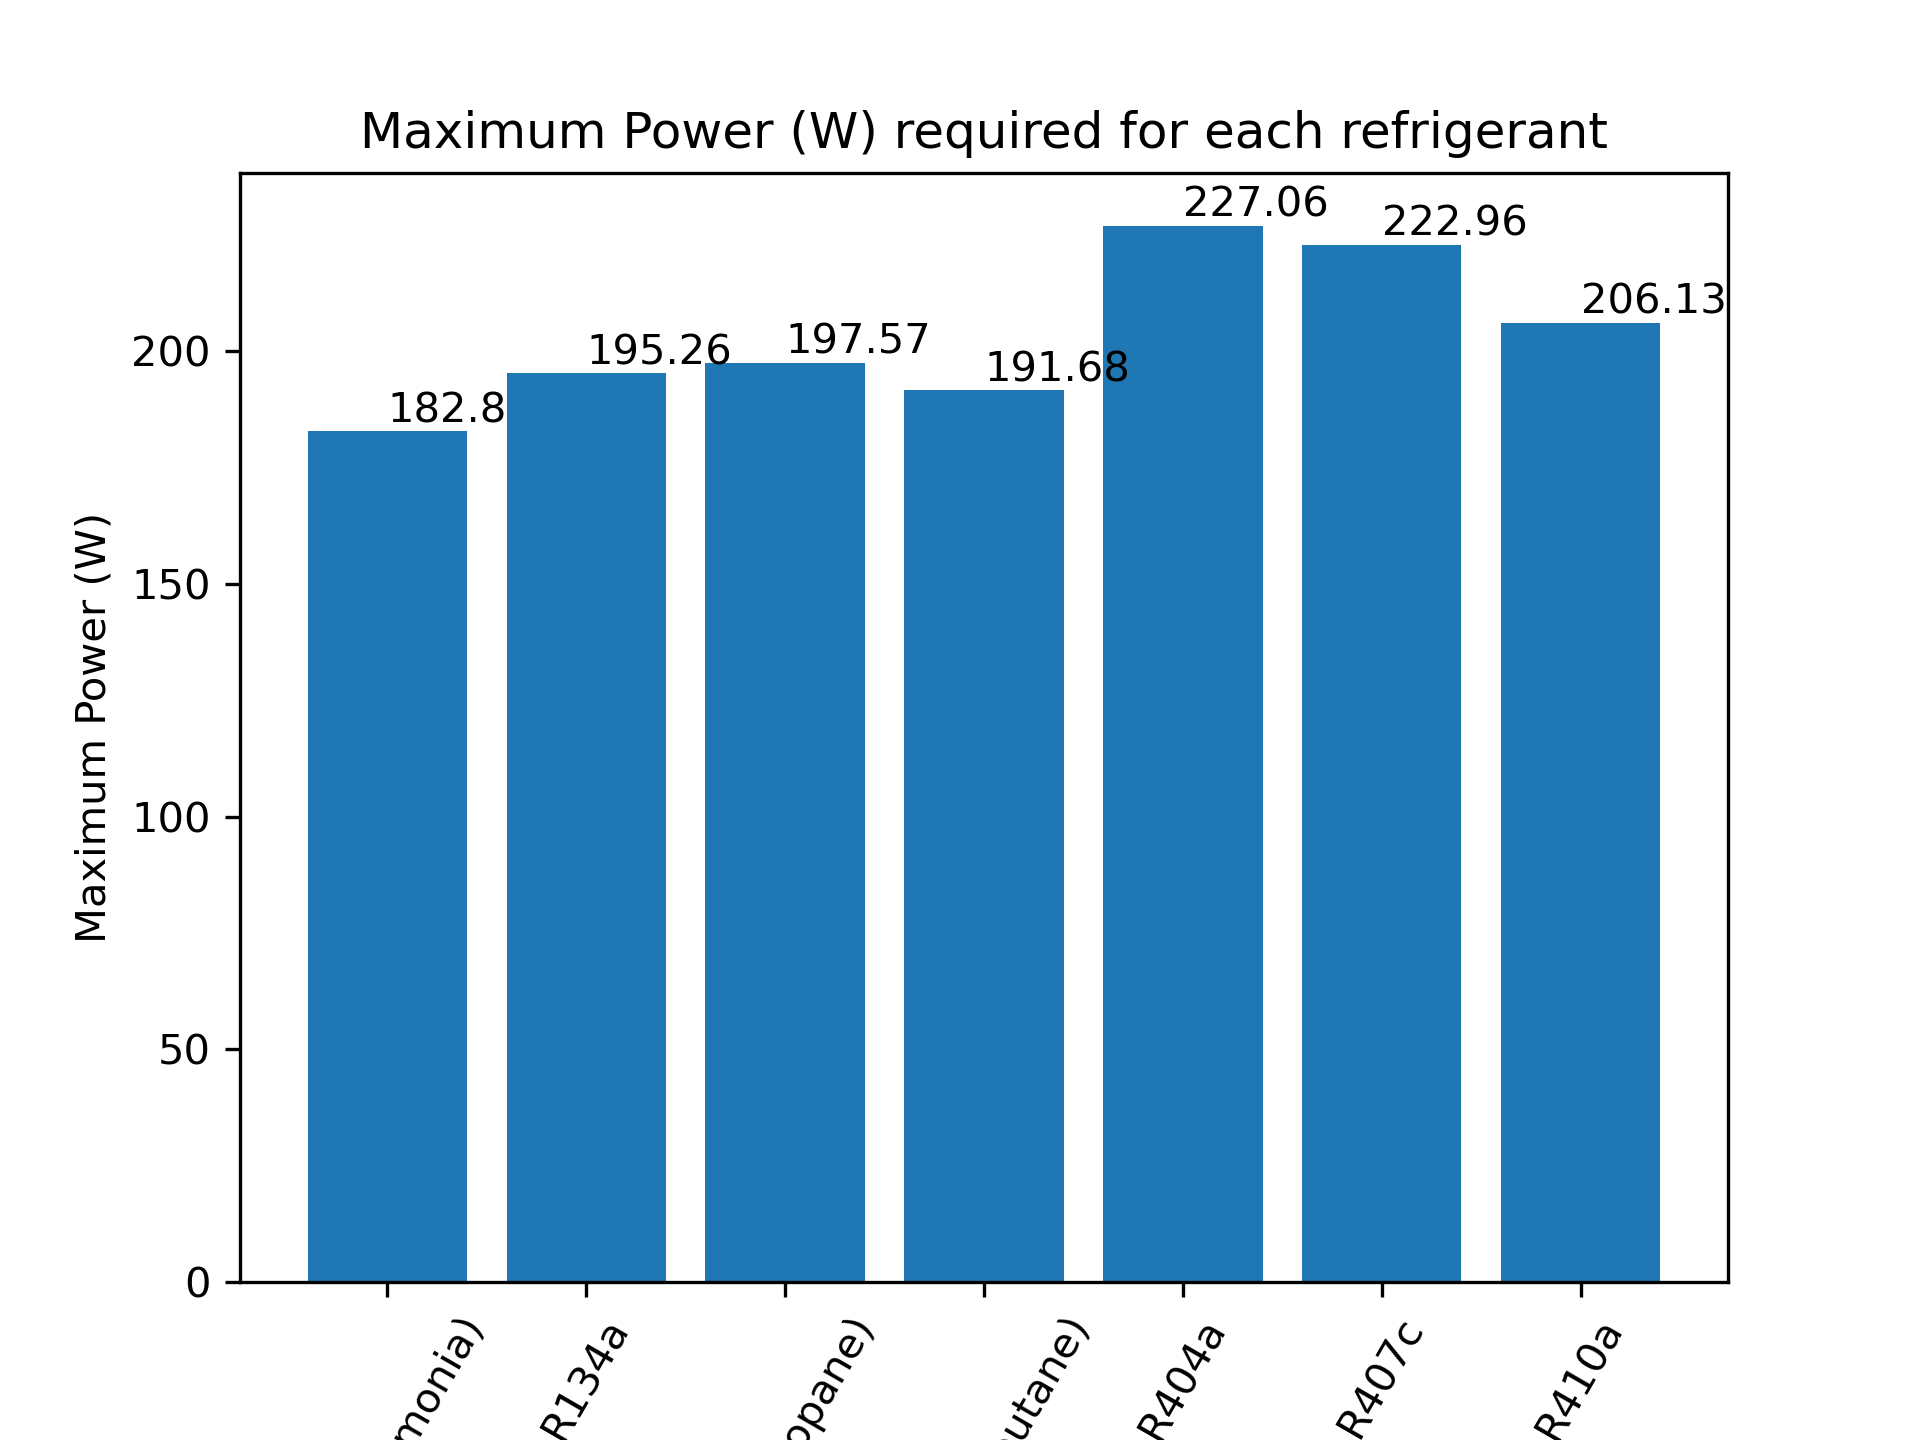 Maximum Power (W) required for each refrigerant
227.06
222.96
206.13
197.57
195.26
191.68
182.8
Maximum Power (W)
200
150
100
50
0
monia)
R134a
opane)
utane)
R404a
R407c
R410a